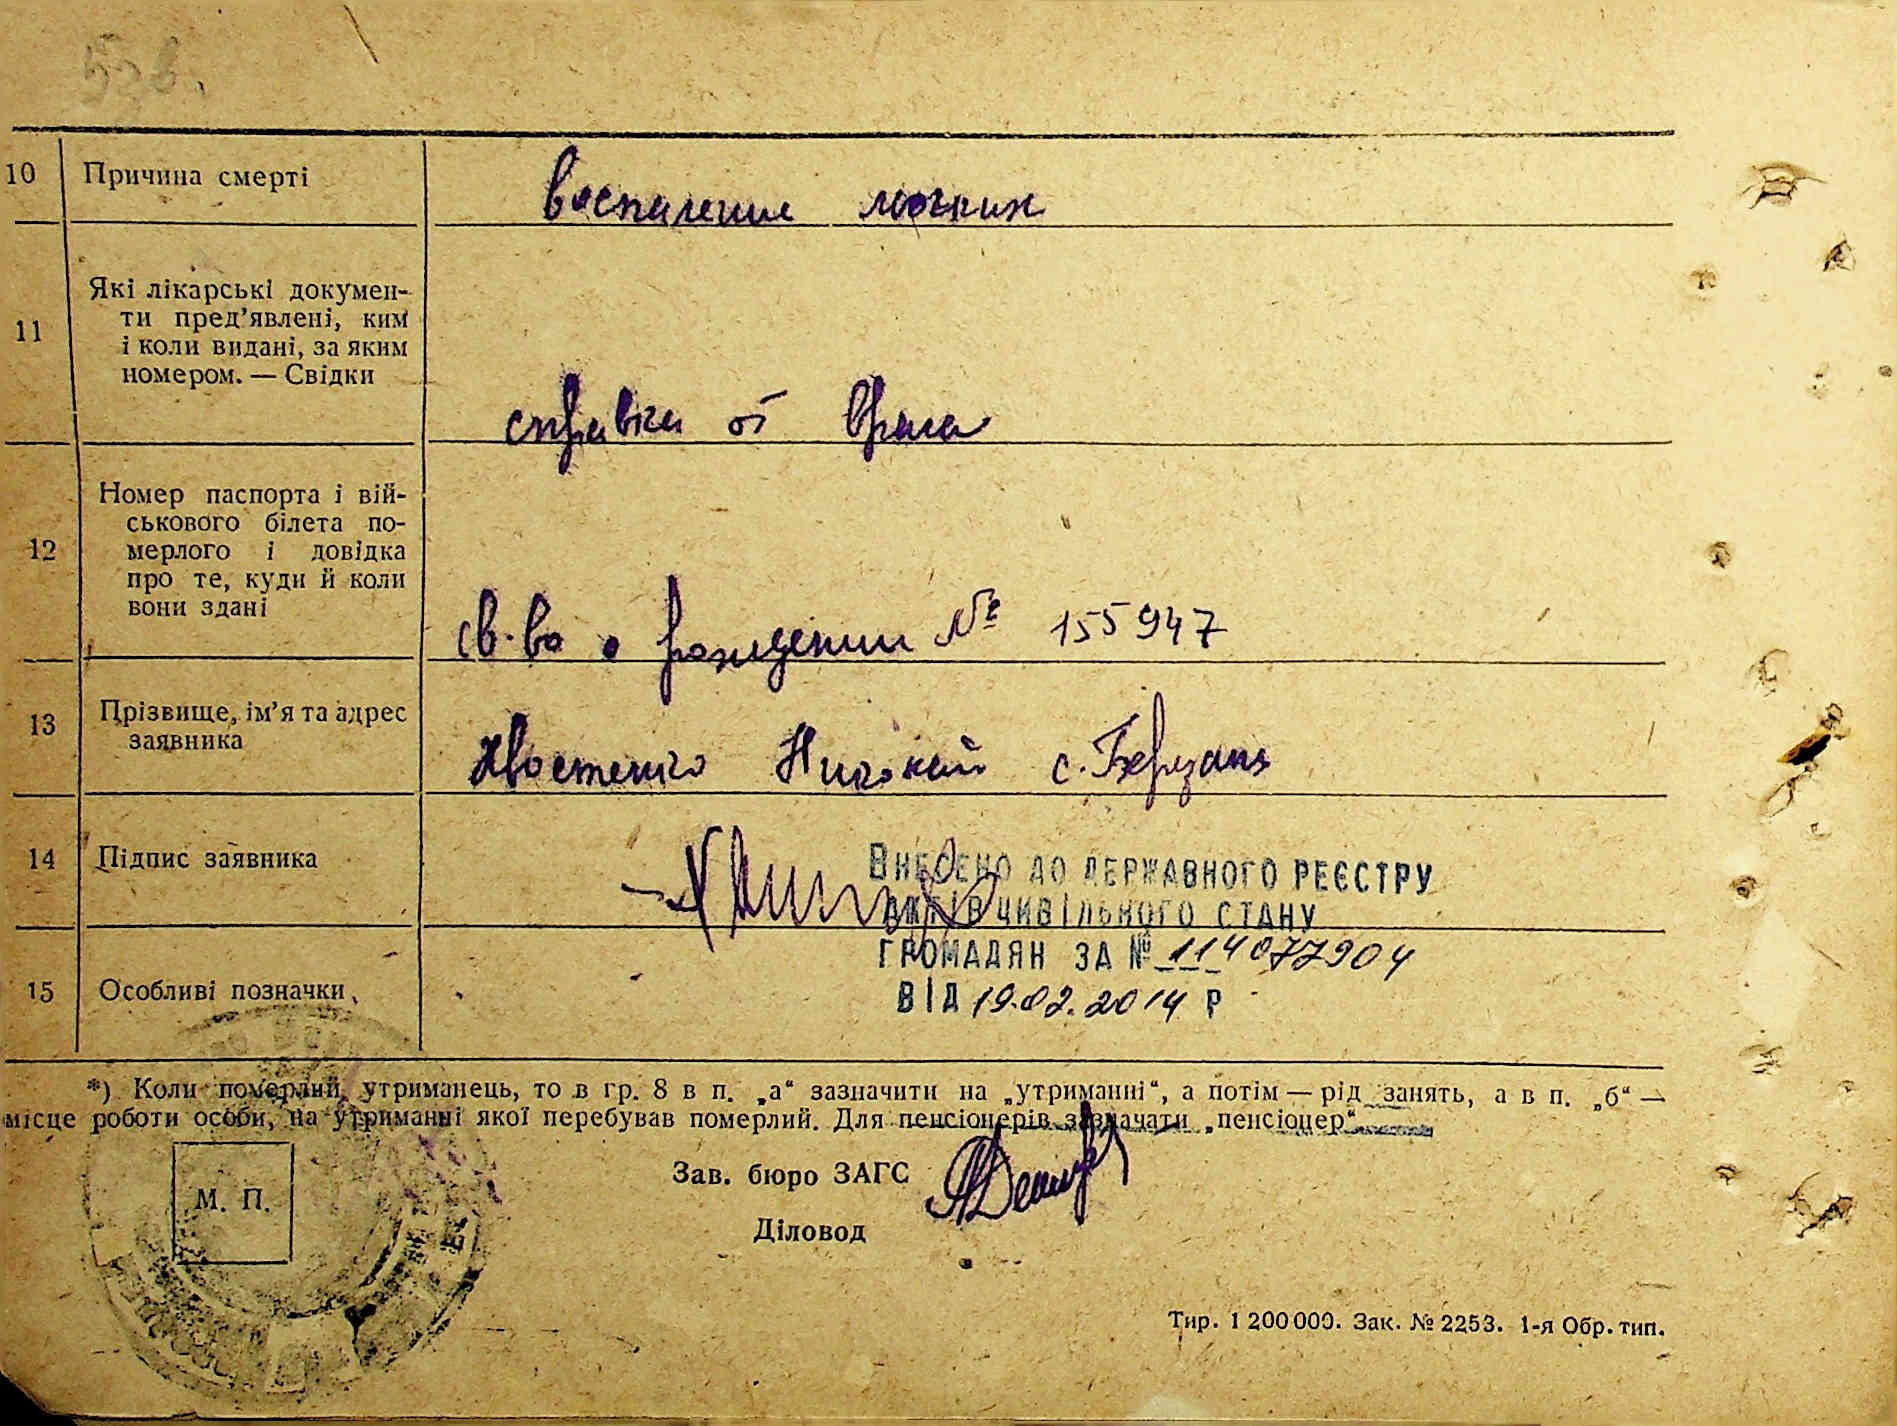 10 Причина смерті воспаление легких
11 Які лікарські докумен-
ти пред’явлені, ким
і коли видані, за яким
номером. — Свідки
справка от врача
12 Номер паспорта і вій-
ськового білета по-
мерлого і довідка
про те, куди й коли
вони здані
св-во о рождении № 155947
13 Прізвище, ім’я та адрес
заявника
Хвостенко Николай с.
14 Підпис заявника
Внесено до державного реєстру
актів цивільного стану
громадян за № 114077904
від 19.02.2014 р
15 Особливі позначки
*) Коли померлий утриманець, то в гр. 8 в п. „а“ зазначити на „утриманні“, а потім — рід занять, а в п. „б“ —
місце роботи особи, на утриманні якої перебував померлий. Для пенсіонерів зазначати „пенсіонер“
Зав. бюро ЗАГС
М. П.
Діловод
Тир. 1 200 000. Зак. № 2253. 1-я Обр. тип.